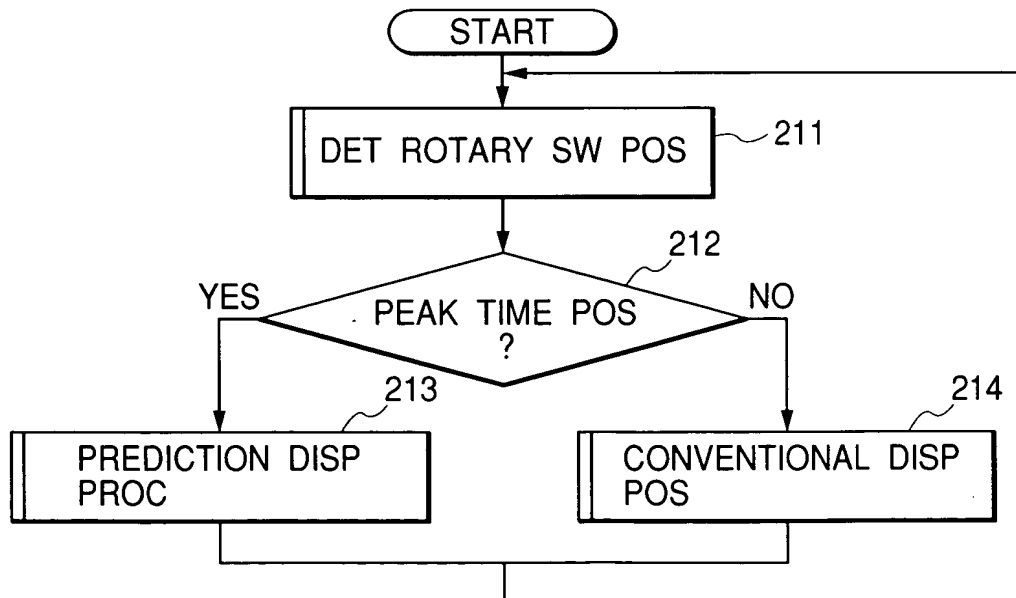 START
DET ROTARY SW POS
211
212
YES
PEAK TIME POS
?
NO
213
PREDICTION DISP
PROC
214
CONVENTIONAL DISP
POS